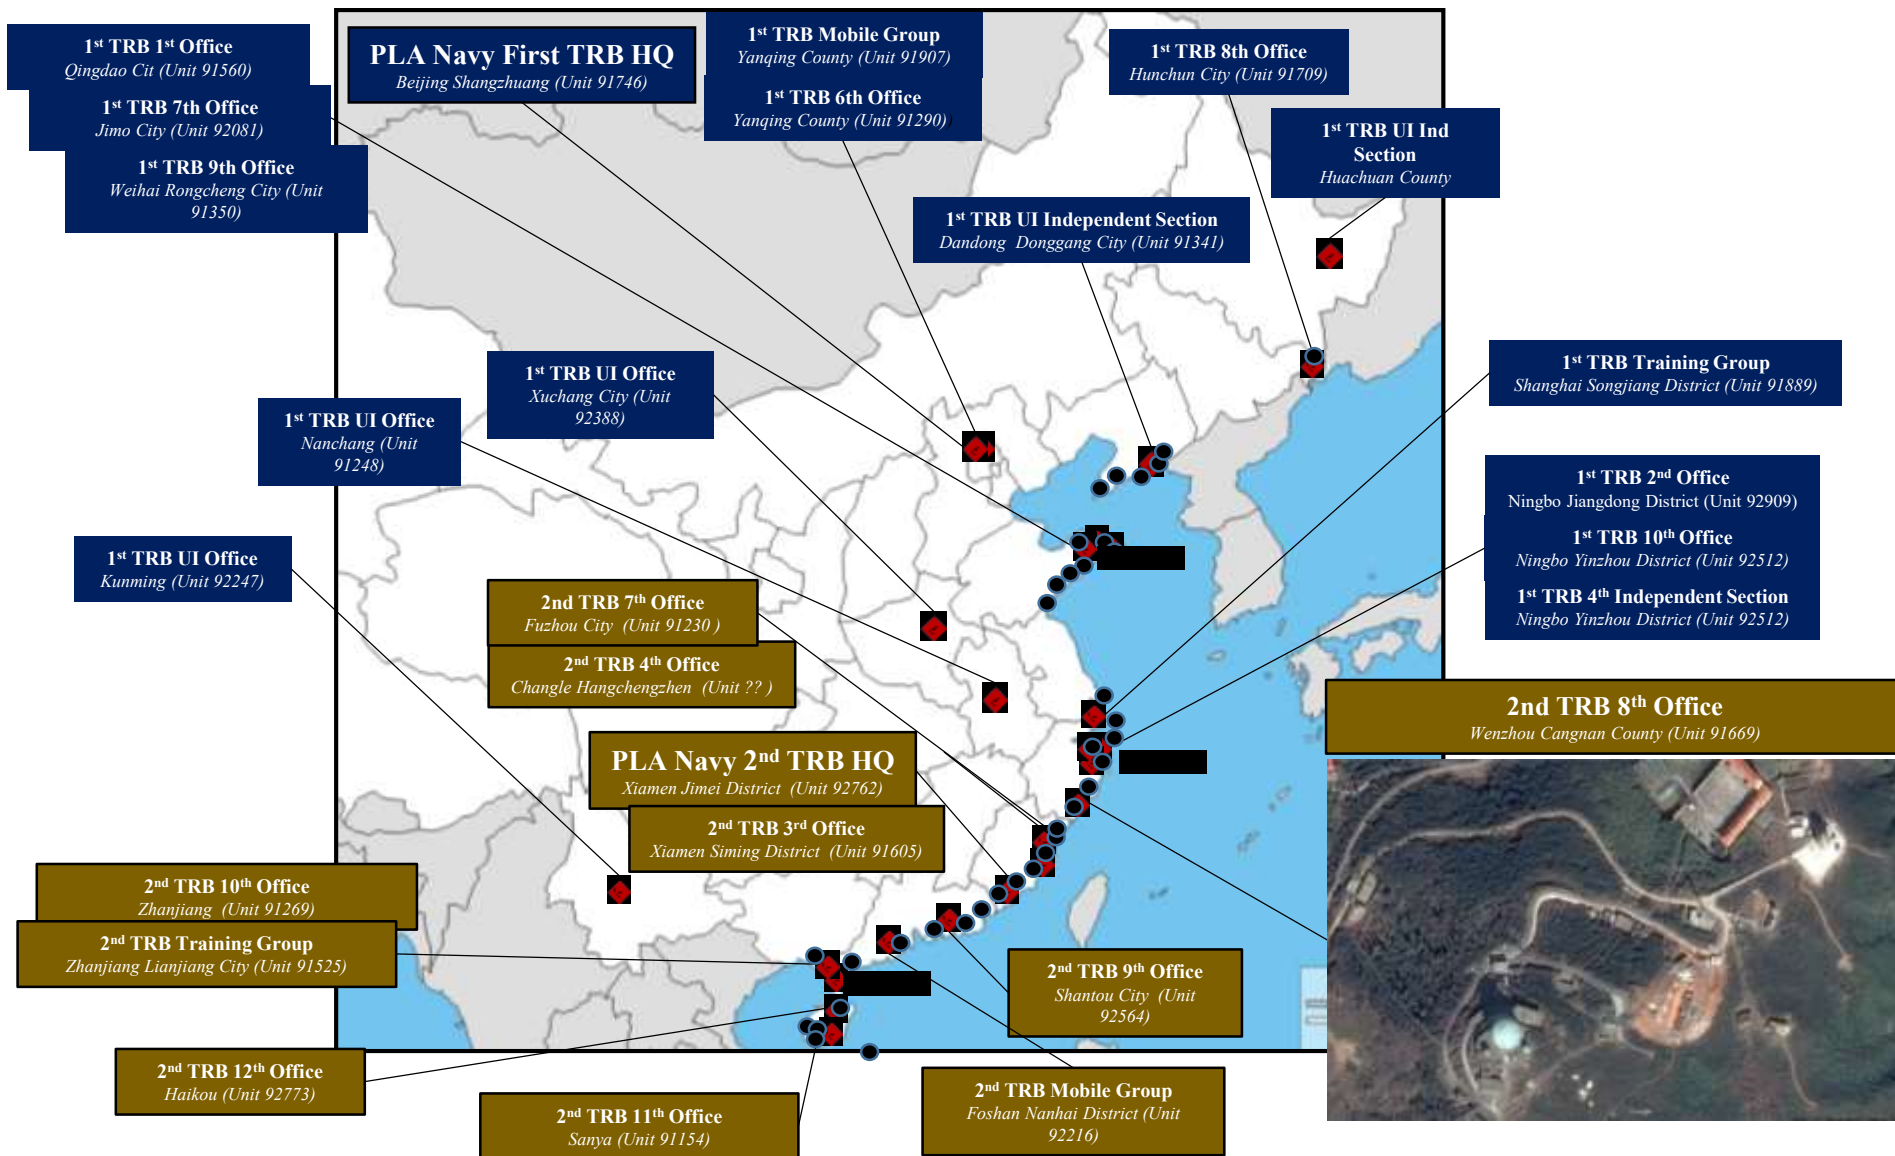 1st TRB 1st Office
Qingdao Cit (Unit 91560)
1st TRB 7th Office
Jimo City (Unit 92081)
1st TRB 9th Office
Weihai Rongcheng City (Unit
91350)
PLA Navy First TRB HQ
Beijing Shangzhuang (Unit 91746)
1st TRB Mobile Group
Yanqing County (Unit 91907)
1st TRB 6th Office
Yanqing County (Unit 91290)
1st TRB 8th Office
Hunchun City (Unit 91709)
1st TRB UI Ind
Section
Huachuan County
1st TRB UI Independent Section
Dandong Donggang City (Unit 91341)
1st TRB UI Office
Xuchang City (Unit
92388)
1st TRB UI Office
Nanchang (Unit
91248)
1st TRB Training Group
Shanghai Songjiang District (Unit 91889)
1st TRB 2nd Office
Ningbo Jiangdong District (Unit 92909)
1st TRB 10th Office
Ningbo Yinzhou District (Unit 92512)
1st TRB 4th Independent Section
Ningbo Yinzhou District (Unit 92512)
1st TRB UI Office
Kunming (Unit 92247)
2nd TRB 7th Office
Fuzhou City (Unit 91230 )
2nd TRB 4th Office
Changle Hangchengzhen (Unit ?? )
2nd TRB 8th Office
Wenzhou Cangnan County (Unit 91669)
PLA Navy 2nd TRB HQ
Xiamen Jimei District (Unit 92762)
2nd TRB 3rd Office
Xiamen Siming District (Unit 91605)
2nd TRB 10th Office
Zhanjiang (Unit 91269)
2nd TRB Training Group
Zhanjiang Lianjiang City (Unit 91525)
2nd TRB 9th Office
Shantou City (Unit
92564)
2nd TRB 12th Office
Haikou (Unit 92773)
2nd TRB 11th Office
Sanya (Unit 91154)
2nd TRB Mobile Group
Foshan Nanhai District (Unit
92216)